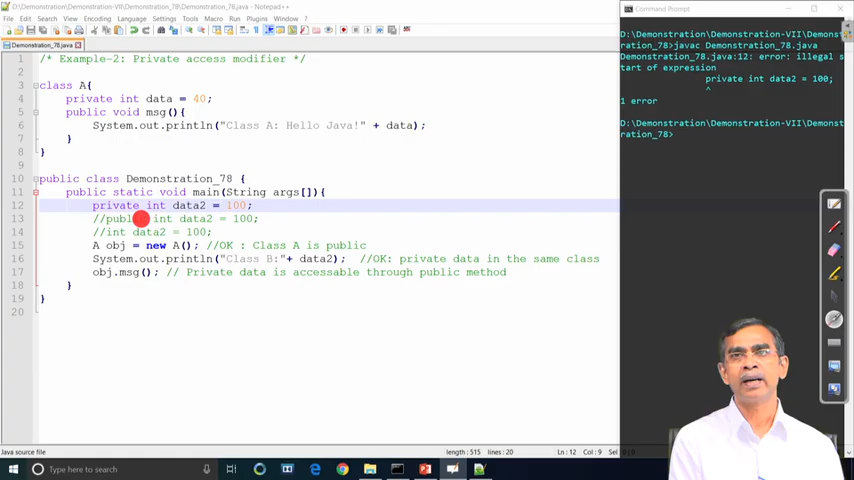 D:\Demonstration\Demonstration-VII\Demonstration_78\Demonstration_78.java - Notepad++
File Edit Search View Encoding Language Settings Tools Macro Run Plugins Window ?
Demonstration_78.java
1 /* Example-2: Private access modifier */
2
3 class A{
4 private int data = 40;
5 public void msg(){
6 System.out.println("Class A: Hello Java!" + data);
7 }
8 }
9
10 public class Demonstration_78 {
11 public static void main(String args[]){
12 private int data2 = 100;
13 //public int data2 = 100;
14 //int data2 = 100;
15 A obj = new A(); //OK : Class A is public
16 System.out.println("Class B:"+ data2); //OK: private data in the same class
17 obj.msg(); // Private data is accessable through public method
18 }
19 }
20
Java source file length : 515 lines : 20 Ln : 12 Col : 9
Type here to search
Command Prompt
D:\Demonstration\Demonstration-VII\Demonst
ration_78>javac Demonstration_78.java
Demonstration_78.java:12: error: illegal s
tart of expression
private int data2 = 100;
^
1 error
D:\Demonstration\Demonstration-VII\Demonst
ration_78>